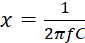 x = 1/(2πfC)